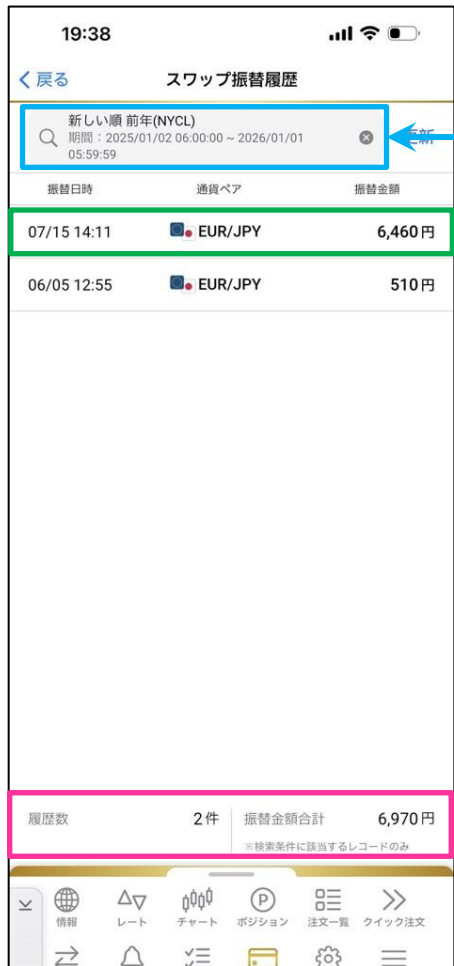 19:38
戻る
スワップ振替履歴
新しい順 前年(NYCL)
期間：2025/01/02 06:00:00 ~ 2026/01/01
05:59:59
更新
振替日時 通貨ペア 振替金額
07/15 14:11 EUR/JPY 6,460円
06/05 12:55 EUR/JPY 510円
履歴数 2件 振替金額合計 6,970円
※検索条件に該当するレコードのみ
情報 レート チャート ポジション 注文一覧 クイック注文